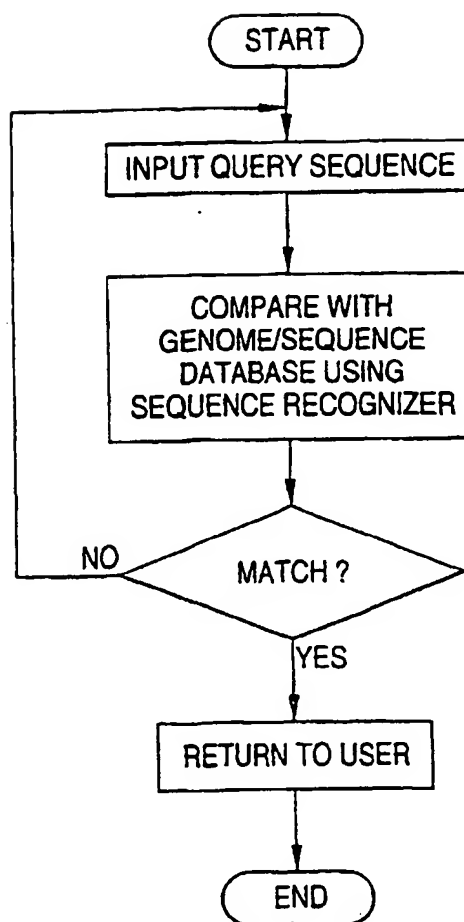 START
INPUT QUERY SEQUENCE
COMPARE WITH
GENOME/SEQUENCE
DATABASE USING
SEQUENCE RECOGNIZER
MATCH ?
NO
YES
RETURN TO USER
END